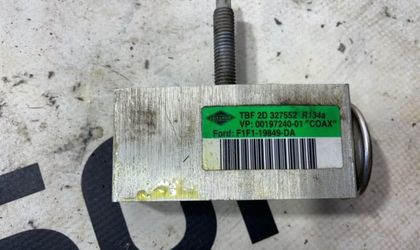 TBF 2D 327552 R134a
VP: 00197240-01 "COAX"
Ford: F1F1-19849-DA